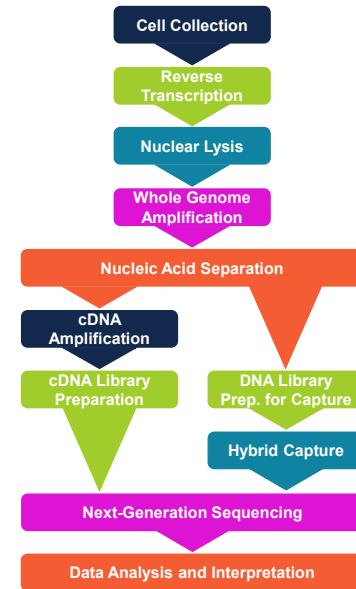 Cell Collection
Reverse
Transcription
Nuclear Lysis
Whole Genome
Amplification
Nucleic Acid Separation
cDNA
Amplification
cDNA Library
Preparation
DNA Library
Prep. for Capture
Hybrid Capture
Next-Generation Sequencing
Data Analysis and Interpretation